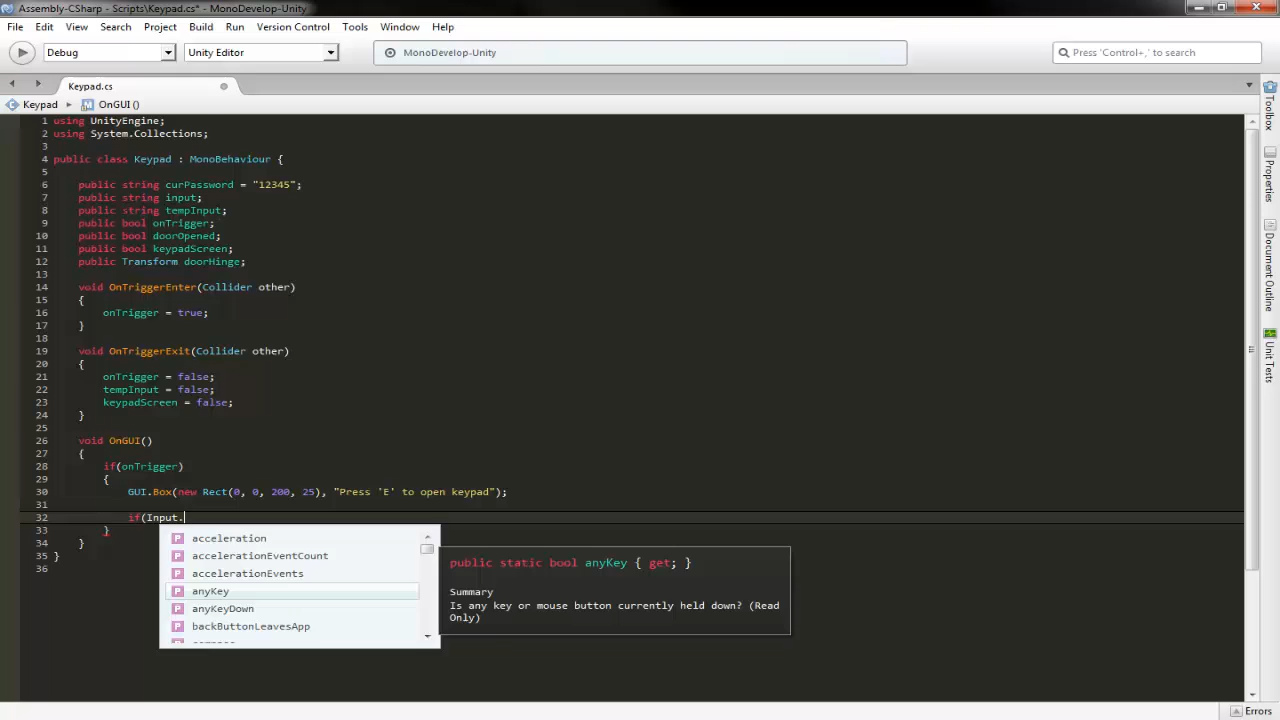 Assembly-CSharp - Scripts\Keypad.cs* - MonoDevelop-Unity
File Edit View Search Project Build Run Version Control Tools Window Help
Debug Unity Editor MonoDevelop-Unity Press 'Control+,' to search
Keypad.cs
Keypad OnGUI ()
1 using UnityEngine;
2 using System.Collections;
3
4 public class Keypad : MonoBehaviour {
5
6 public string curPassword = "12345";
7 public string input;
8 public string tempInput;
9 public bool onTrigger;
10 public bool doorOpened;
11 public bool keypadScreen;
12 public Transform doorHinge;
13
14 void OnTriggerEnter(Collider other)
15 {
16 onTrigger = true;
17 }
18
19 void OnTriggerExit(Collider other)
20 {
21 onTrigger = false;
22 tempInput = false;
23 keypadScreen = false;
24 }
25
26 void OnGUI()
27 {
28 if(onTrigger)
29 {
30 GUI.Box(new Rect(0, 0, 200, 25), "Press 'E' to open keypad");
31
32 if(Input.
33 }
34 }
35 }
36
acceleration
accelerationEventCount
accelerationEvents
anyKey
anyKeyDown
backButtonLeavesApp
public static bool anyKey { get; }
Summary
Is any key or mouse button currently held down? (Read
Only)
Toolbox
Properties
Document Outline
Unit Tests
Errors